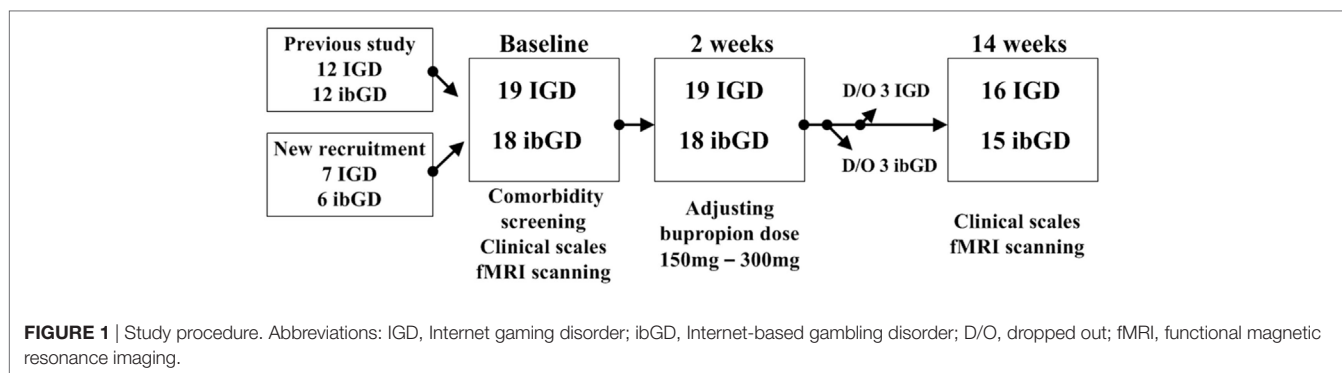 Previous study
12 IGD
12 ibGD
New recruitment
7 IGD
6 ibGD
Baseline
19 IGD
18 ibGD
Comorbidity
screening
Clinical scales
fMRI scanning
2 weeks
19 IGD
18 ibGD
Adjusting
bupropion dose
150mg – 300mg
D/O 3 IGD
D/O 3 ibGD
14 weeks
16 IGD
15 ibGD
Clinical scales
fMRI scanning
FIGURE 1 | Study procedure. Abbreviations: IGD, Internet gaming disorder; ibGD, Internet-based gambling disorder; D/O, dropped out; fMRI, functional magnetic
resonance imaging.